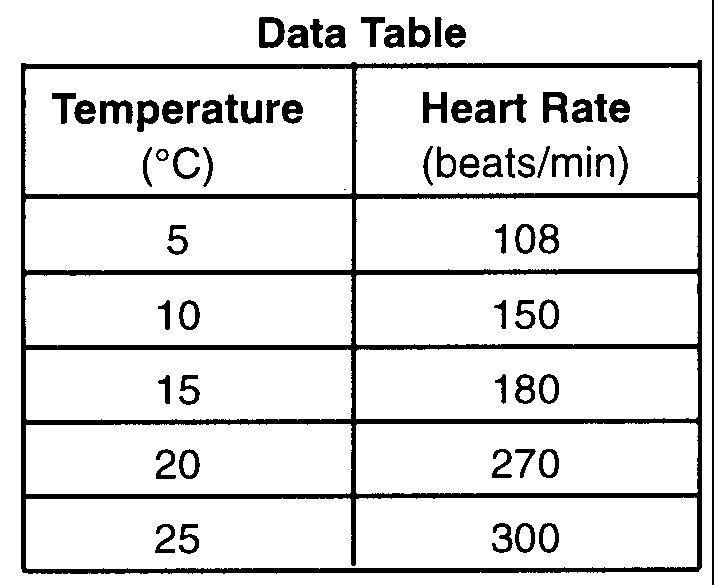 Data Table
Temperature Heart Rate
(°C) (beats/min)
5 108
10 150
15 180
20 270
25 300